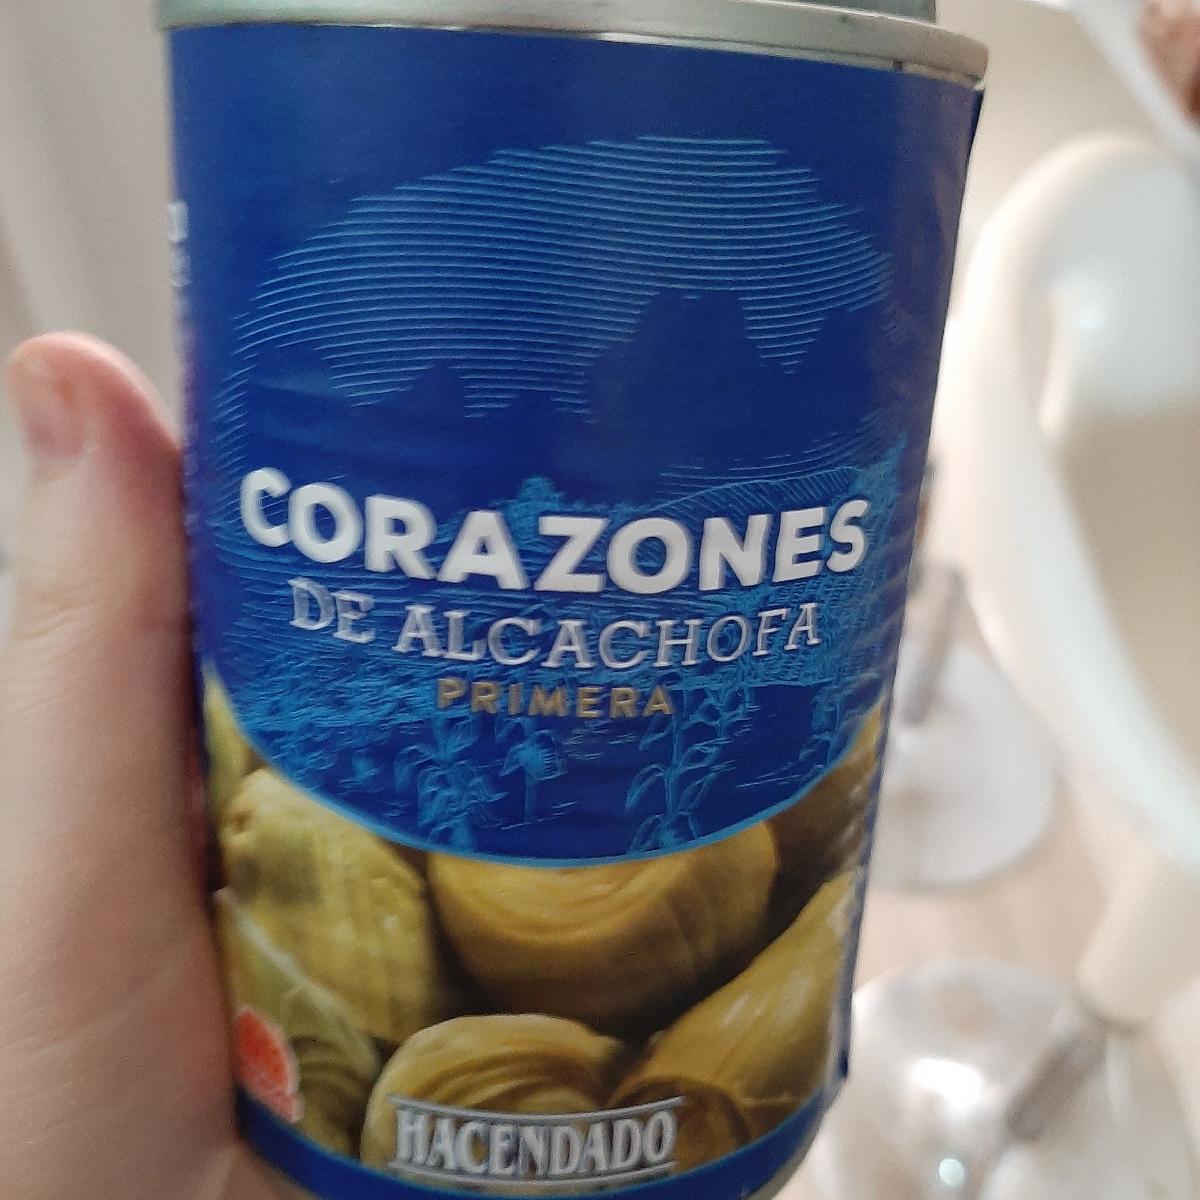 CORAZONES
DE ALCACHOFA
PRIMERA
HACENDADO